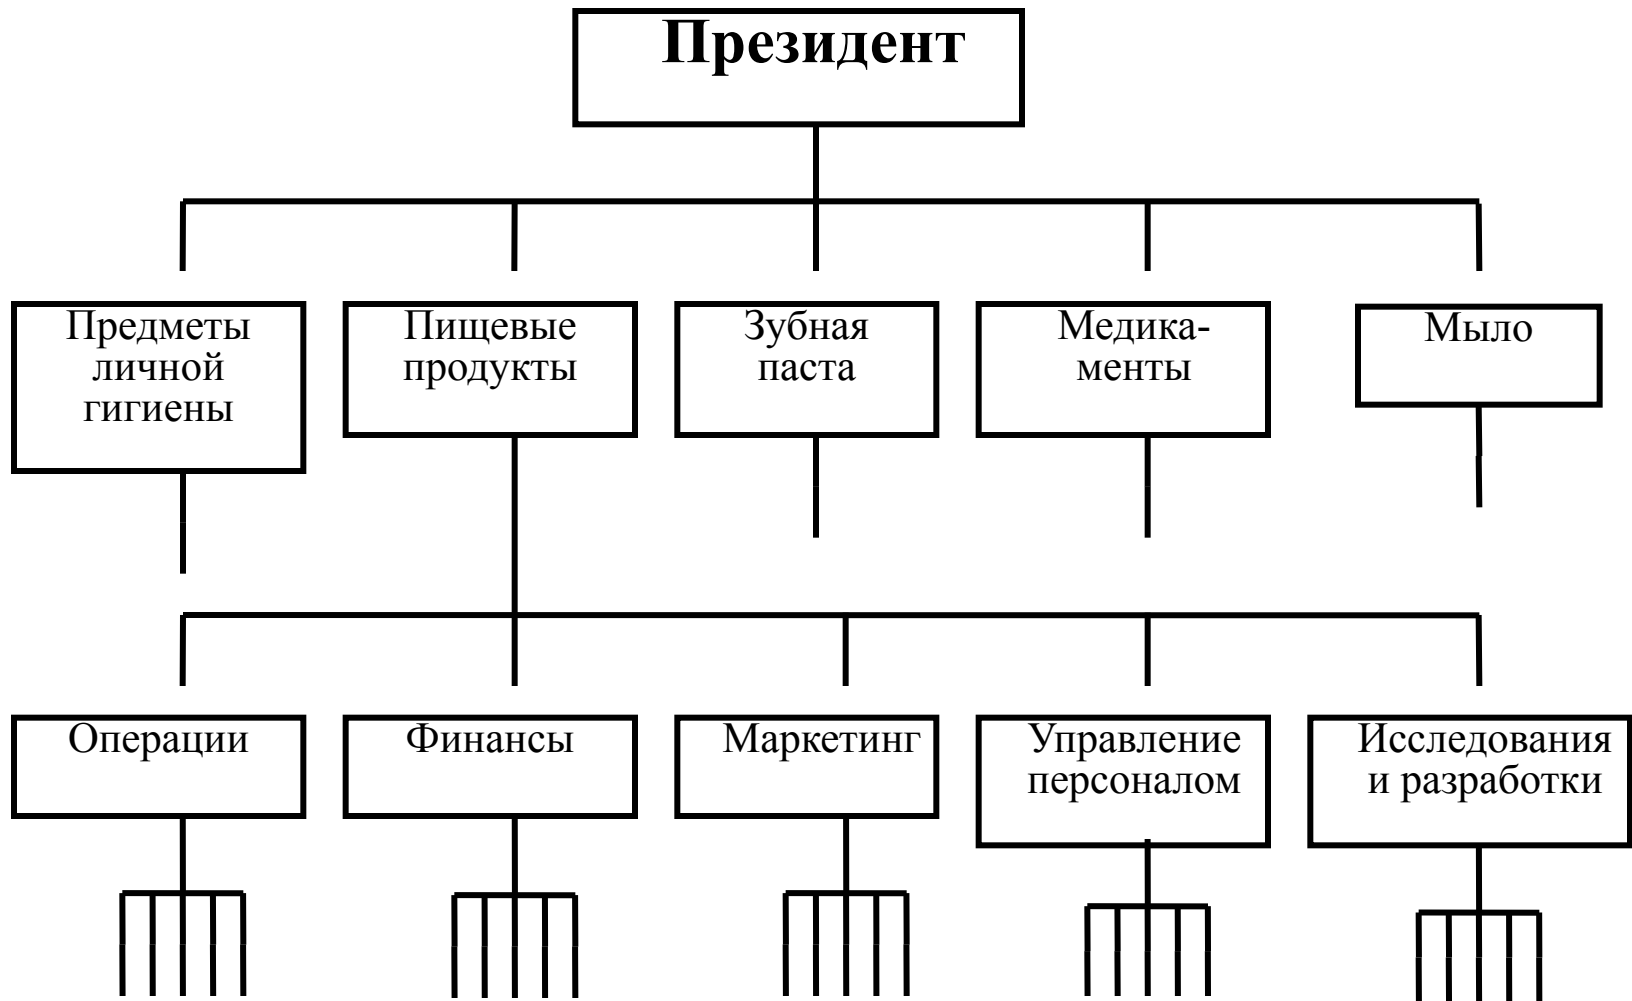 Президент
Предметы
личной
гигиены
Пищевые
продукты
Зубная
паста
Медика-
менты
Мыло
Операции
Финансы
Маркетинг
Управление
персоналом
Исследования
и разработки